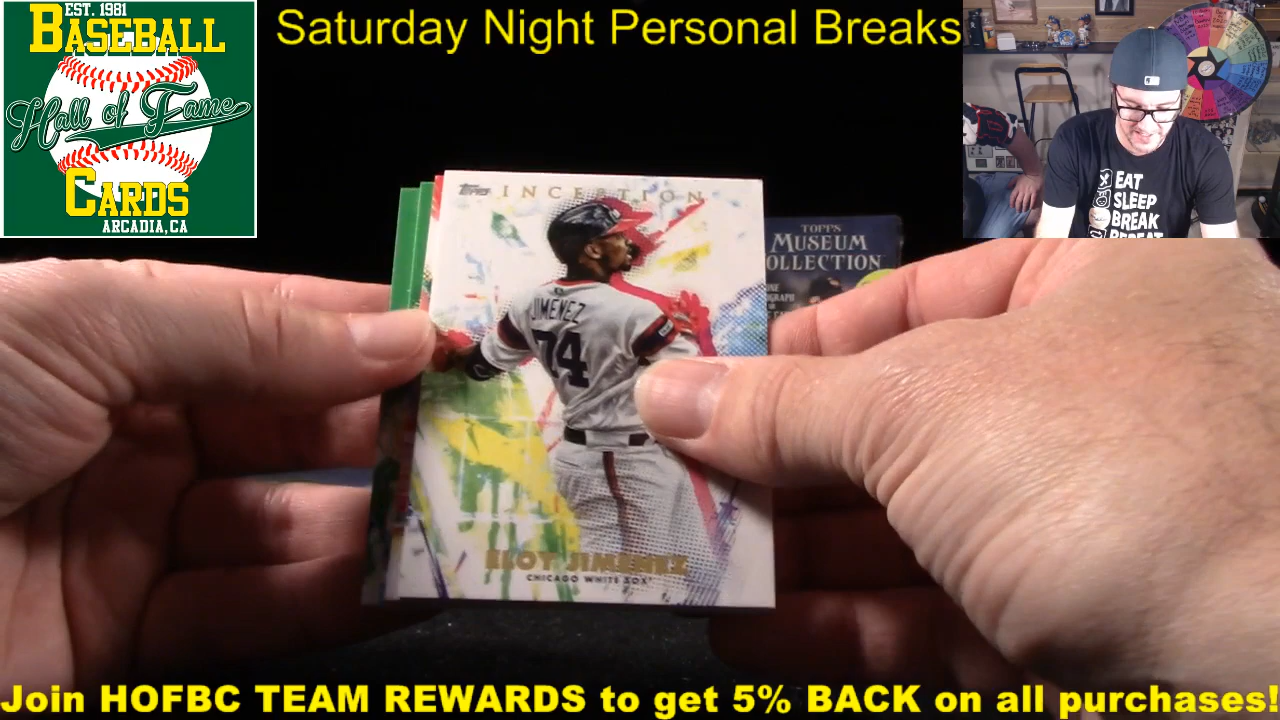 EST. 1981
BASEBALL
Hall of Fame
CARDS
ARCADIA, CA
Saturday Night Personal Breaks
EAT
SLEEP
BREAK
REPEAT
Topps
INCEPTION
JIMENEZ
74
ELOY JIMENEZ
CHICAGO WHITE SOX
TOPPS
MUSEUM
COLLECTION
Join HOFBC TEAM REWARDS to get 5% BACK on all purchases!